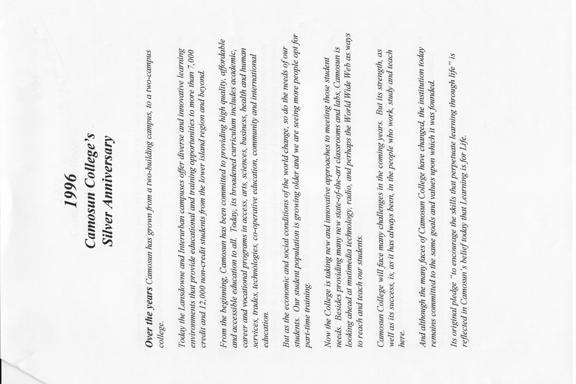 1996
Camosun College's
Silver Anniversary
Over the years Camosun has grown from a two-building campus, to a two-campus
college.
Today the Lansdowne and Interurban campuses offer diverse and innovative learning
environments that provide educational and training opportunities to more than 7,000
credit and 12,000 non-credit students from the lower island region and beyond.
From the beginning, Camosun has been committed to providing high quality, affordable
and accessible education to all. Today, its broadened curriculum includes academic,
career and vocational programs in access, arts, sciences, business, health and human
services, trades, technologies, co-operative education, community and international
education.
But as the economic and social conditions of the world change, so do the needs of our
students. Our student population is growing older and we are seeing more people opt for
part-time training.
Now the College is taking new and innovative approaches to meeting those student
needs. Besides providing many new state-of-the-art classrooms and labs, Camosun is
looking ahead at mutimedia technology, radio, and perhaps the World Wide Web as ways
to reach and teach our students.
Camosun College will face many challenges in the coming years. But its strength, as
well as its success, is, as it has always been, in the people who work, study and teach
here.
And although the many faces of Camosun College have changed, the institution today
remains committed to the same goals and values upon which it was founded.
Its original pledge "to encourage the skills that perpetuate learning through life" is
reflected in Camosun's belief today that Learning is for Life.